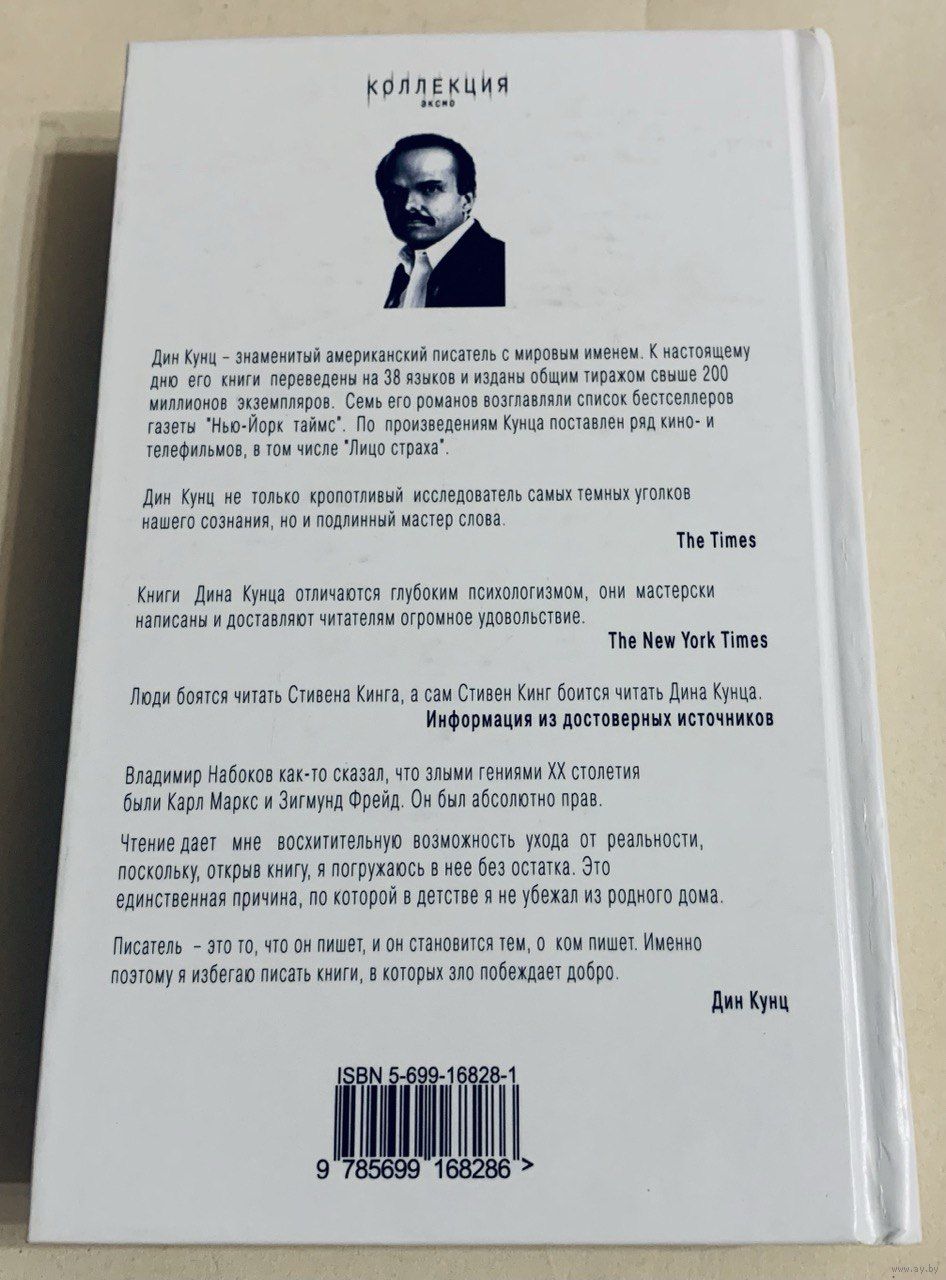 КОЛЛЕКЦИЯ
ЭКСМО
Дин Кунц – знаменитый американский писатель с мировым именем. К настоящему
дню его книги переведены на 38 языков и изданы общим тиражом свыше 200
миллионов экземпляров. Семь его романов возглавляли список бестселлеров
газеты "Нью-Йорк таймс". По произведениям Кунца поставлен ряд кино- и
телефильмов, в том числе "Лицо страха".
Дин Кунц не только кропотливый исследователь самых темных уголков
нашего сознания, но и подлинный мастер слова.
The Times
Книги Дина Кунца отличаются глубоким психологизмом, они мастерски
написаны и доставляют читателям огромное удовольствие.
The New York Times
Люди боятся читать Стивена Кинга, а сам Стивен Кинг боится читать Дина Кунца.
Информация из достоверных источников
Владимир Набоков как-то сказал, что злыми гениями XX столетия
были Карл Маркс и Зигмунд Фрейд. Он был абсолютно прав.
Чтение дает мне восхитительную возможность ухода от реальности,
поскольку, открыв книгу, я погружаюсь в нее без остатка. Это
единственная причина, по которой в детстве я не убежал из родного дома.
Писатель – это то, что он пишет, и он становится тем, о ком пишет. Именно
поэтому я избегаю писать книги, в которых зло побеждает добро.
Дин Кунц
ISBN 5-699-16828-1
9 785699 168286 >
www.ay.by